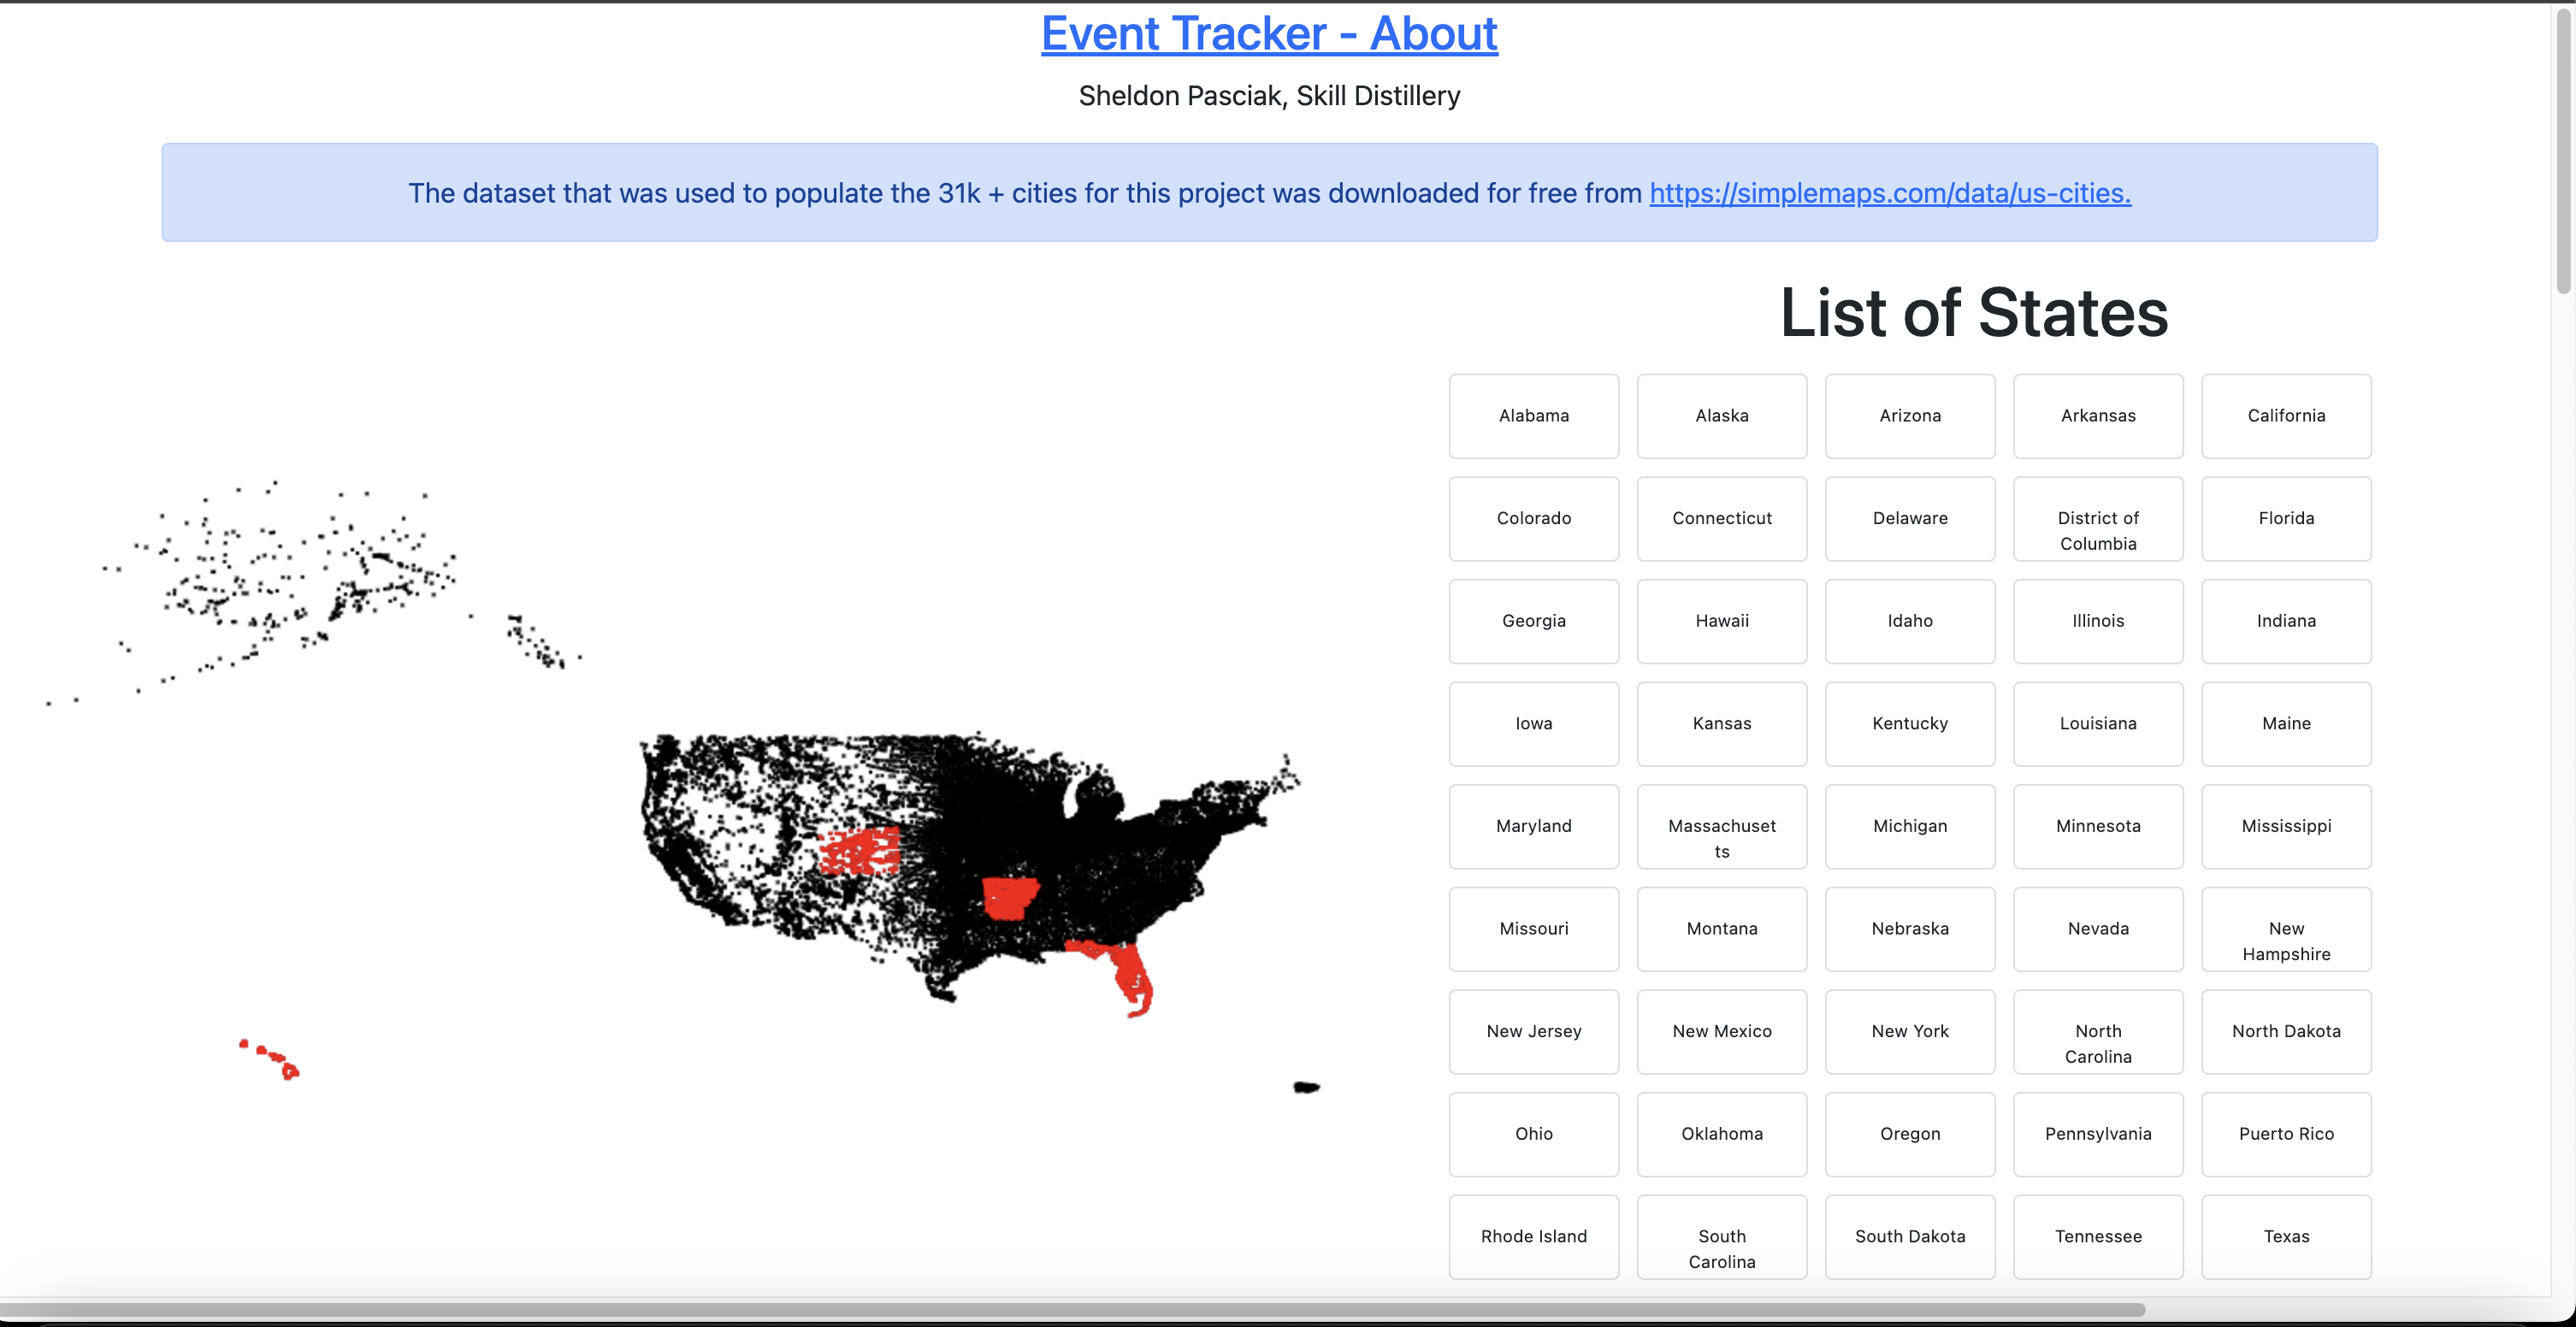 Event Tracker - About
Sheldon Pasciak, Skill Distillery
The dataset that was used to populate the 31k + cities for this project was downloaded for free from https://simplemaps.com/data/us-cities.
List of States
Alabama
Alaska
Arizona
Arkansas
California
Colorado
Connecticut
Delaware
District of
Columbia
Florida
Georgia
Hawaii
Idaho
Illinois
Indiana
Iowa
Kansas
Kentucky
Louisiana
Maine
Maryland
Massachuset
ts
Michigan
Minnesota
Mississippi
Missouri
Montana
Nebraska
Nevada
New
Hampshire
New Jersey
New Mexico
New York
North
Carolina
North Dakota
Ohio
Oklahoma
Oregon
Pennsylvania
Puerto Rico
Rhode Island
South
Carolina
South Dakota
Tennessee
Texas